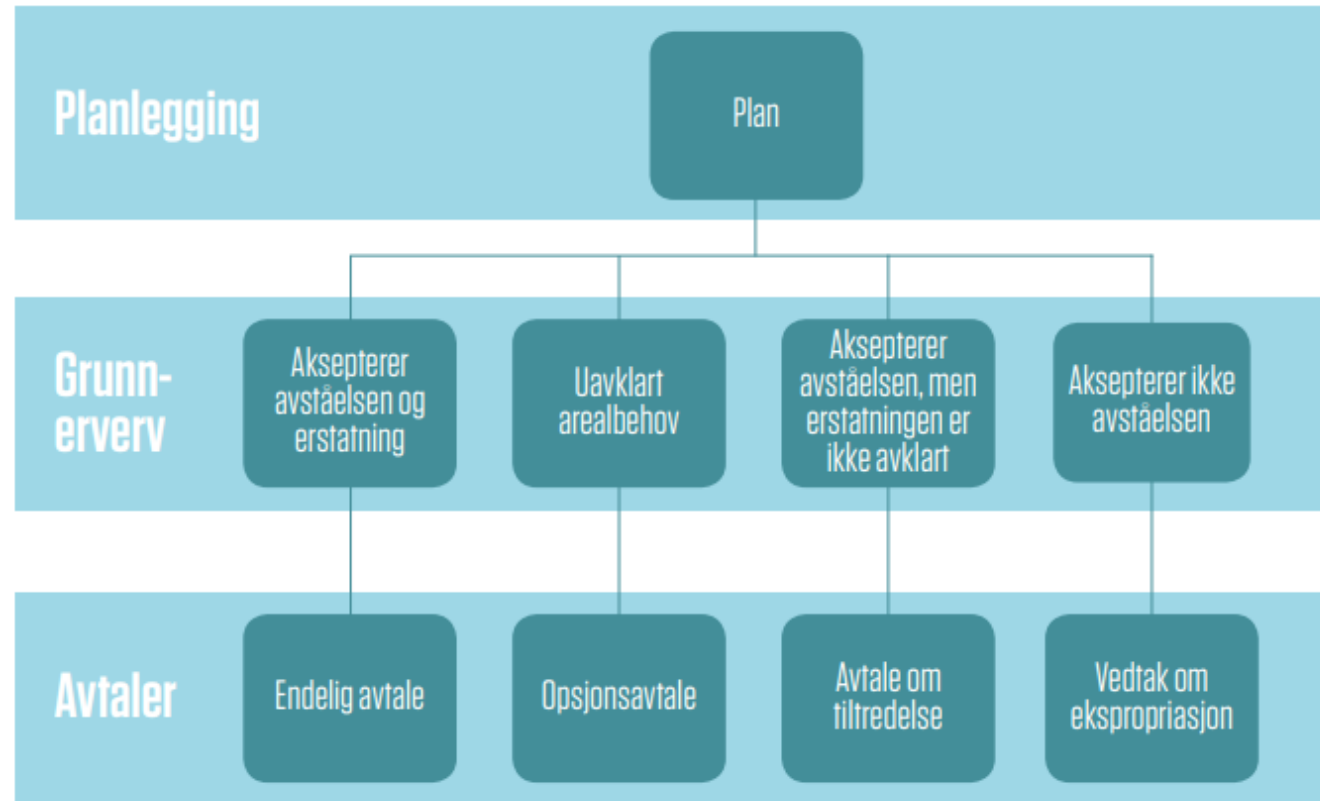 Planlegging
Plan
Grunn-
erverv
Aksepterer
avståelsen og
erstatning
Uavklart
arealbehov
Aksepterer
avståelsen, men
erstatningen er
ikke avklart
Aksepterer ikke
avståelsen
Avtaler
Endelig avtale
Opsjonsavtale
Avtale om
tiltredelse
Vedtak om
ekspropriasjon